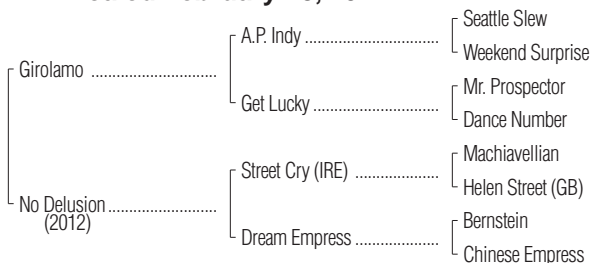 Seattle Slew
A.P. Indy ........................................
Weekend Surprise
Girolamo .....................................
Mr. Prospector
Get Lucky ......................................
Dance Number
Machiavellian
Street Cry (IRE) .........................
Helen Street (GB)
No Delusion ................................
(2012)
Bernstein
Dream Empress .........................
Chinese Empress